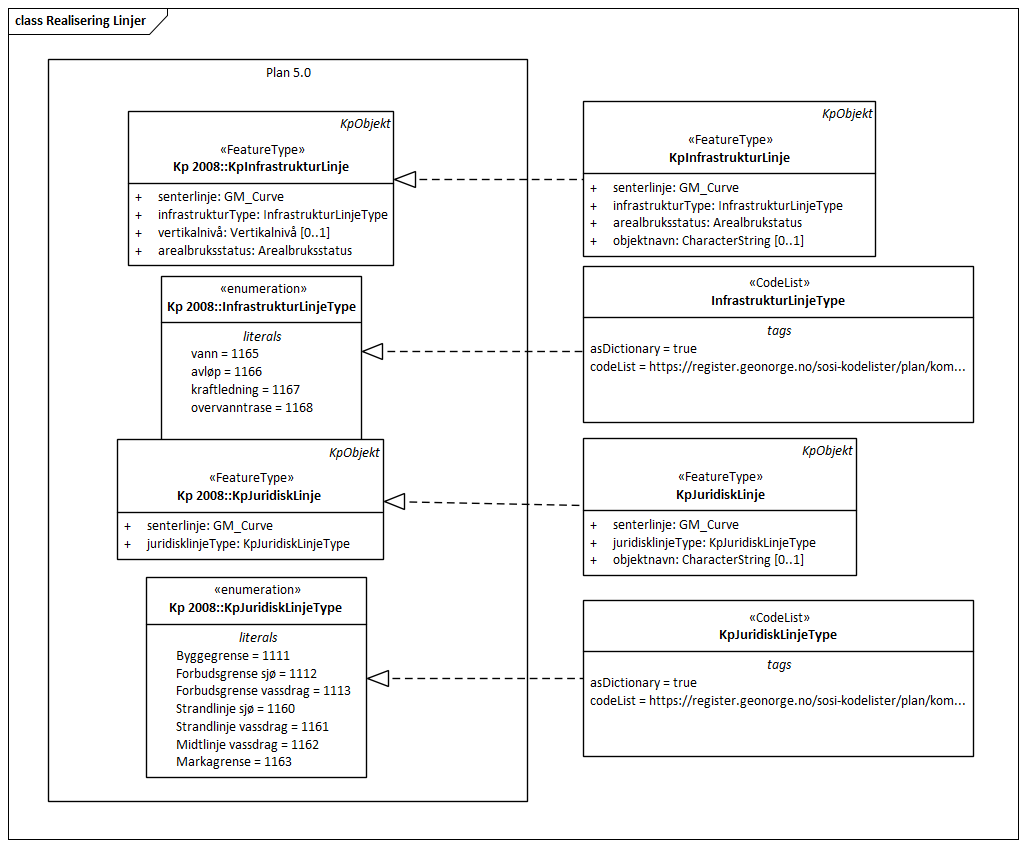 class Realisering Linjer
Plan 5.0
KpObjekt
«FeatureType»
Kp 2008::KpInfrastrukturLinje
+ senterlinje: GM_Curve
+ infrastrukturType: InfrastrukturLinjeType
+ vertikalnivå: Vertikalnivå [0..1]
+ arealbruksstatus: Arealbruksstatus
«enumeration»
Kp 2008::InfrastrukturLinjeType
literals
vann = 1165
avløp = 1166
kraftledning = 1167
overvanntrase = 1168
KpObjekt
«FeatureType»
Kp 2008::KpJuridiskLinje
+ senterlinje: GM_Curve
+ juridisklinjeType: KpJuridiskLinjeType
«enumeration»
Kp 2008::KpJuridiskLinjeType
literals
Byggegrense = 1111
Forbudsgrense sjø = 1112
Forbudsgrense vassdrag = 1113
Strandlinje sjø = 1160
Strandlinje vassdrag = 1161
Midtlinje vassdrag = 1162
Markagrense = 1163
KpObjekt
«FeatureType»
KpInfrastrukturLinje
+ senterlinje: GM_Curve
+ infrastrukturType: InfrastrukturLinjeType
+ arealbruksstatus: Arealbrukstatus
+ objektnavn: CharacterString [0..1]
«CodeList»
InfrastrukturLinjeType
tags
asDictionary = true
codeList = https://register.geonorge.no/sosi-kodelister/plan/kom...
KpObjekt
«FeatureType»
KpJuridiskLinje
+ senterlinje: GM_Curve
+ juridisklinjeType: KpJuridiskLinjeType
+ objektnavn: CharacterString [0..1]
«CodeList»
KpJuridiskLinjeType
tags
asDictionary = true
codeList = https://register.geonorge.no/sosi-kodelister/plan/kom...